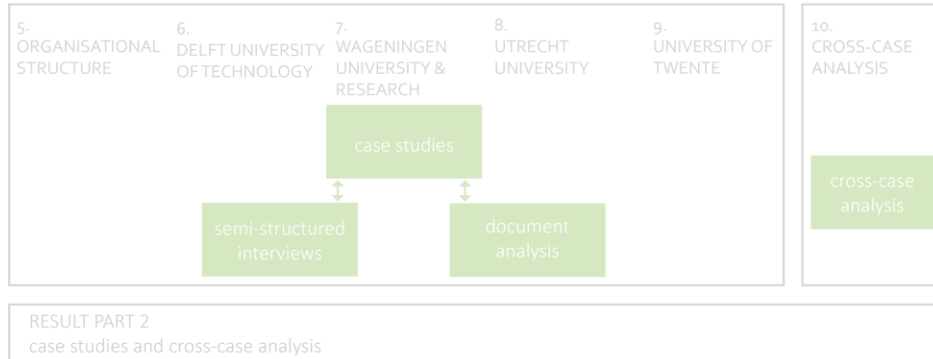 5.
ORGANISATIONAL
STRUCTURE
6.
DELFT UNIVERSITY
OF TECHNOLOGY
7.
WAGENINGEN
UNIVERSITY &
RESEARCH
8.
UTRECHT
UNIVERSITY
9.
UNIVERSITY OF
TWENTE
10.
CROSS-CASE
ANALYSIS
case studies
semi-structured
interviews
document
analysis
cross-case
analysis
RESULT PART 2
case studies and cross-case analysis